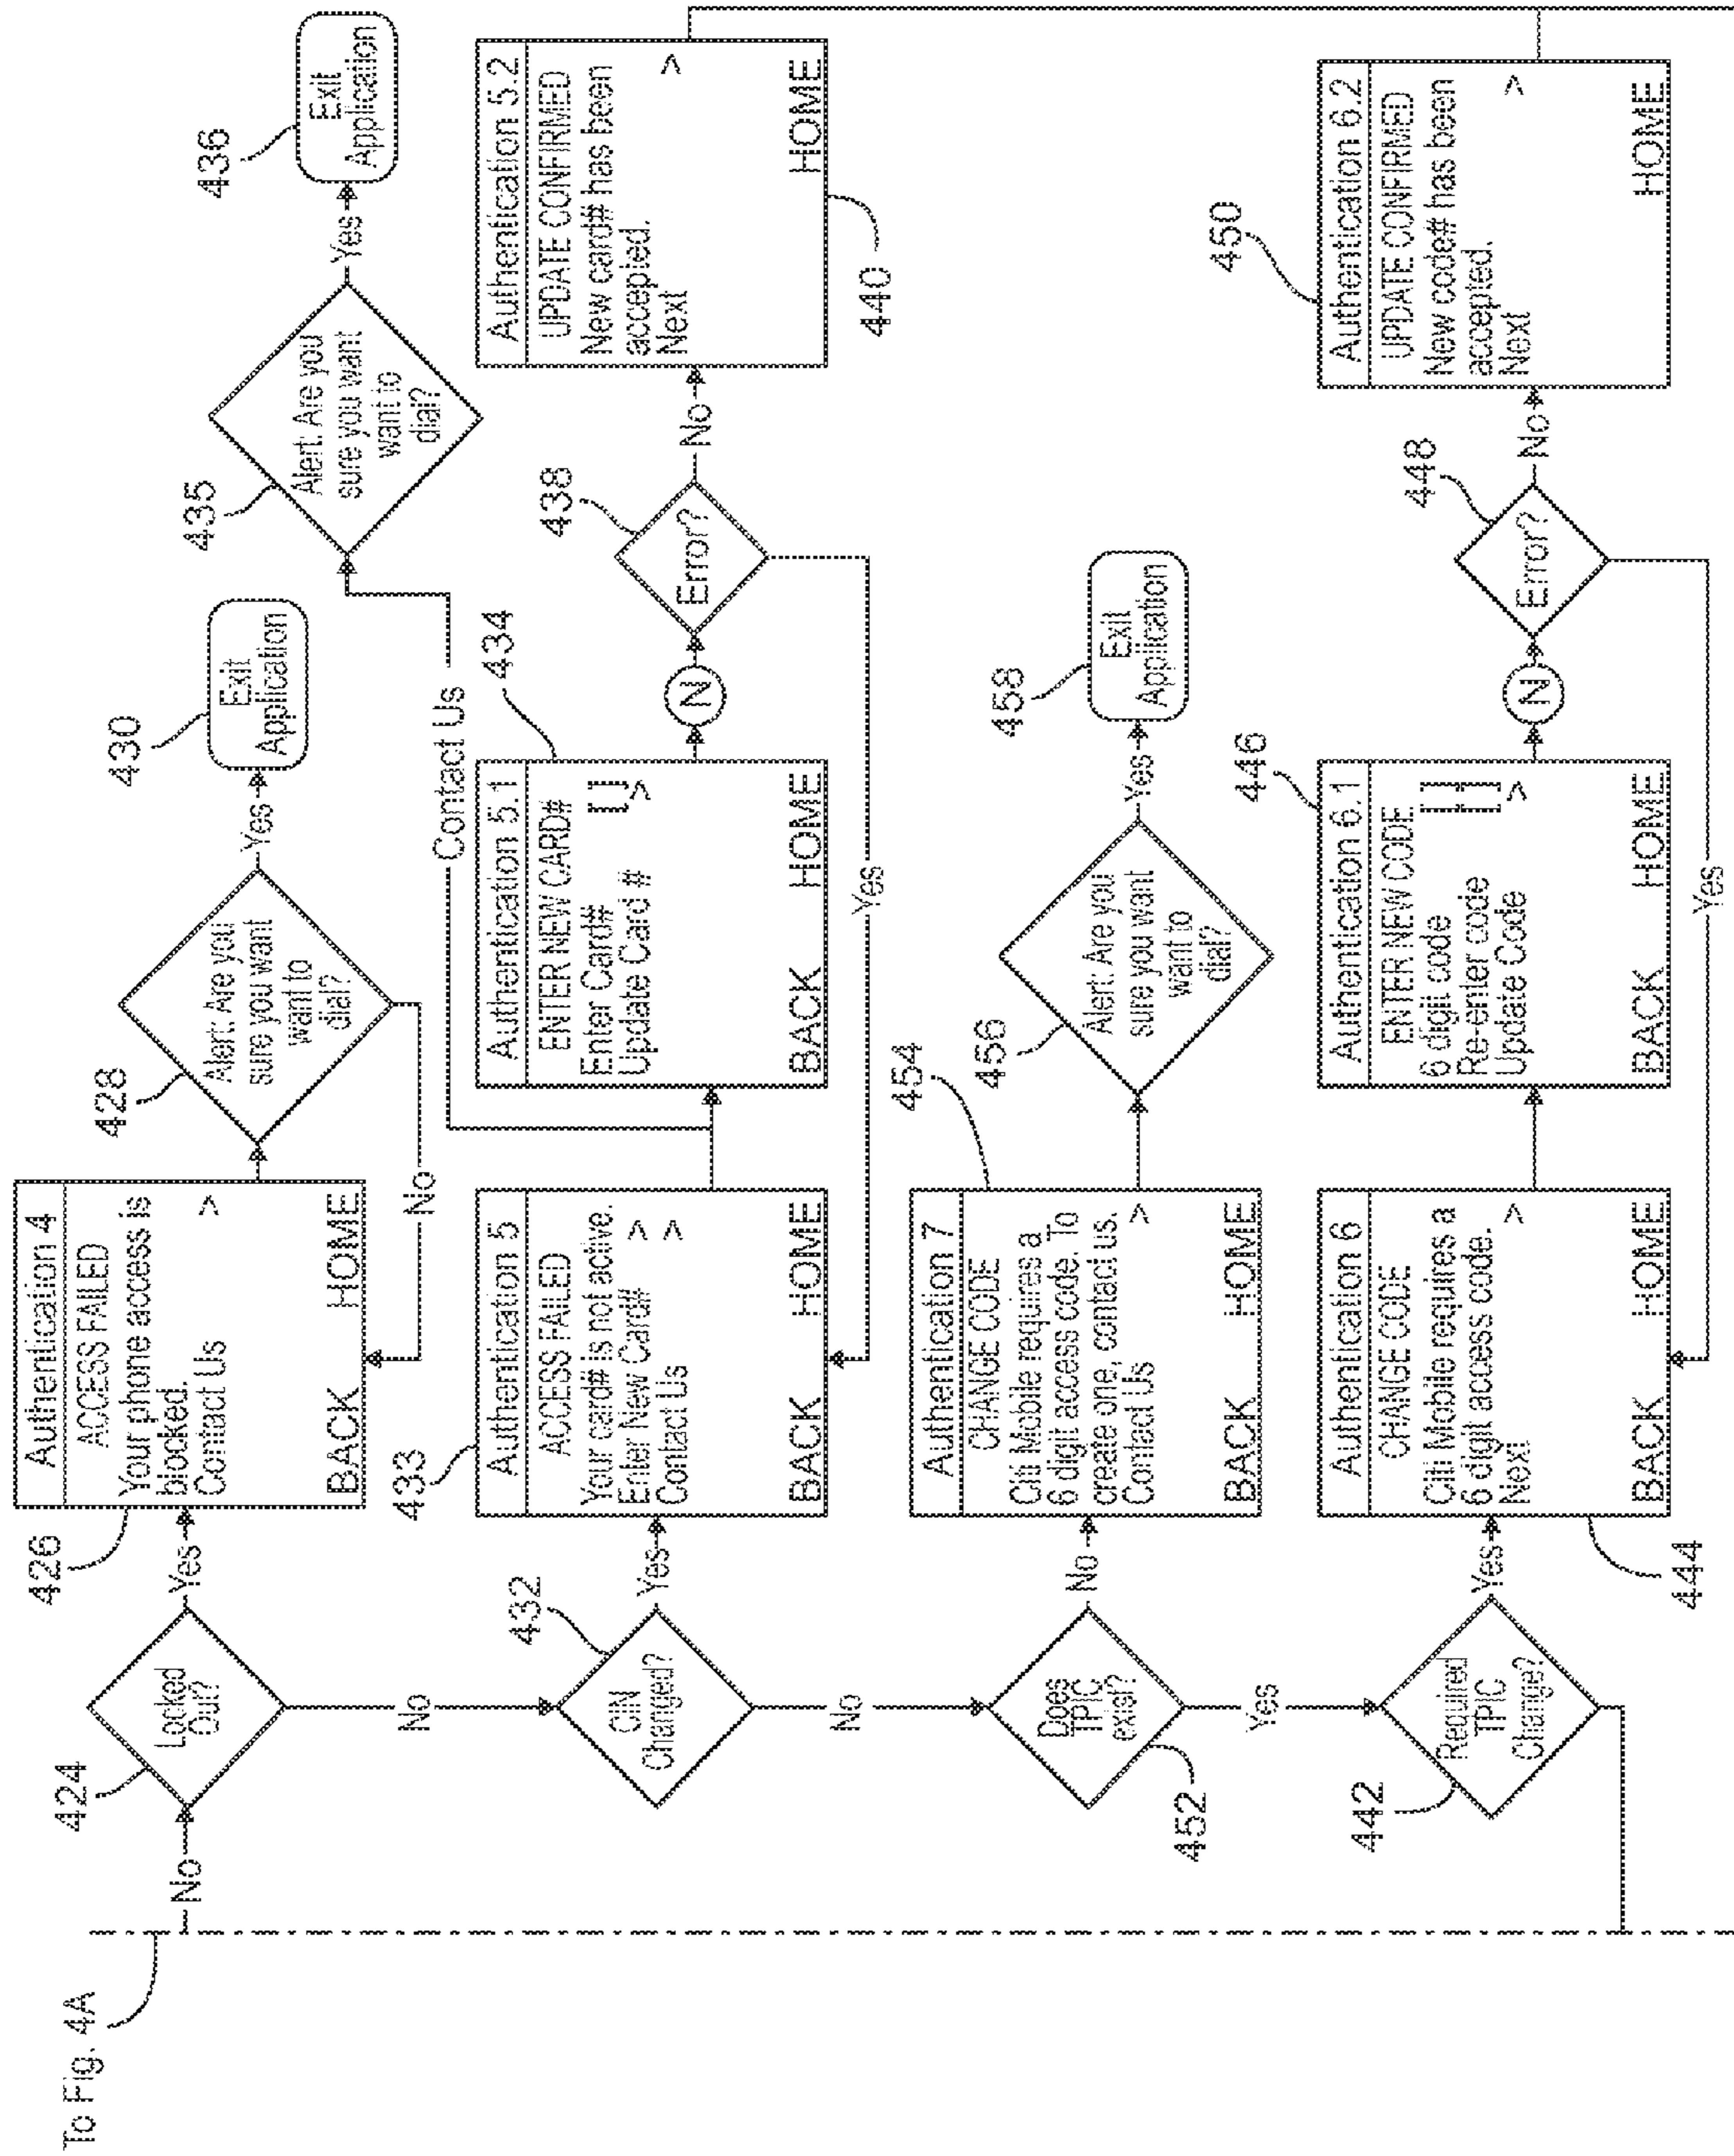 To Fig. 4A
No
424
Locked
Out?
Yes
426
Authentication 4
ACCESS FAILED
Your phone access is
blocked.
Contact Us
^
BACK
HOME
428
Alert: Are you
sure you want
want to
dial?
No
Yes
430
Exit
Application
No
432
CIN
Changed?
Yes
433
Authentication 5
ACCESS FAILED
Your card# is not active.
Enter New Card#
^
Contact Us
^
BACK
HOME
Contact Us
435
Alert: Are you
sure you want
want to
dial?
Yes
436
Exit
Application
434
Authentication 5.1
ENTER NEW CARD#
Enter Card#
[]
Update Card #
^
BACK
HOME
N
438
Error?
Yes
No
Authentication 5.2
UPDATE CONFIRMED
New card# has been
accepted.
Next
^
HOME
440
No
452
Does
TPIC
exist?
No
454
Authentication 7
CHANGE CODE
Citi Mobile requires a
6 digit access code. To
create one, contact us.
Contact Us
^
BACK
HOME
456
Alert: Are you
sure you want
want to
dial?
Yes
458
Exit
Application
Yes
442
Required
TPIC
Change?
Yes
444
Authentication 6
CHANGE CODE
Citi Mobile requires a
6 digit access code.
Next
^
BACK
HOME
446
Authentication 6.1
ENTER NEW CODE
6 digit code
[]
Re-enter code
[]
Update Code
^
BACK
HOME
N
448
Error?
Yes
No
450
Authentication 6.2
UPDATE CONFIRMED
New code# has been
accepted.
Next
^
HOME